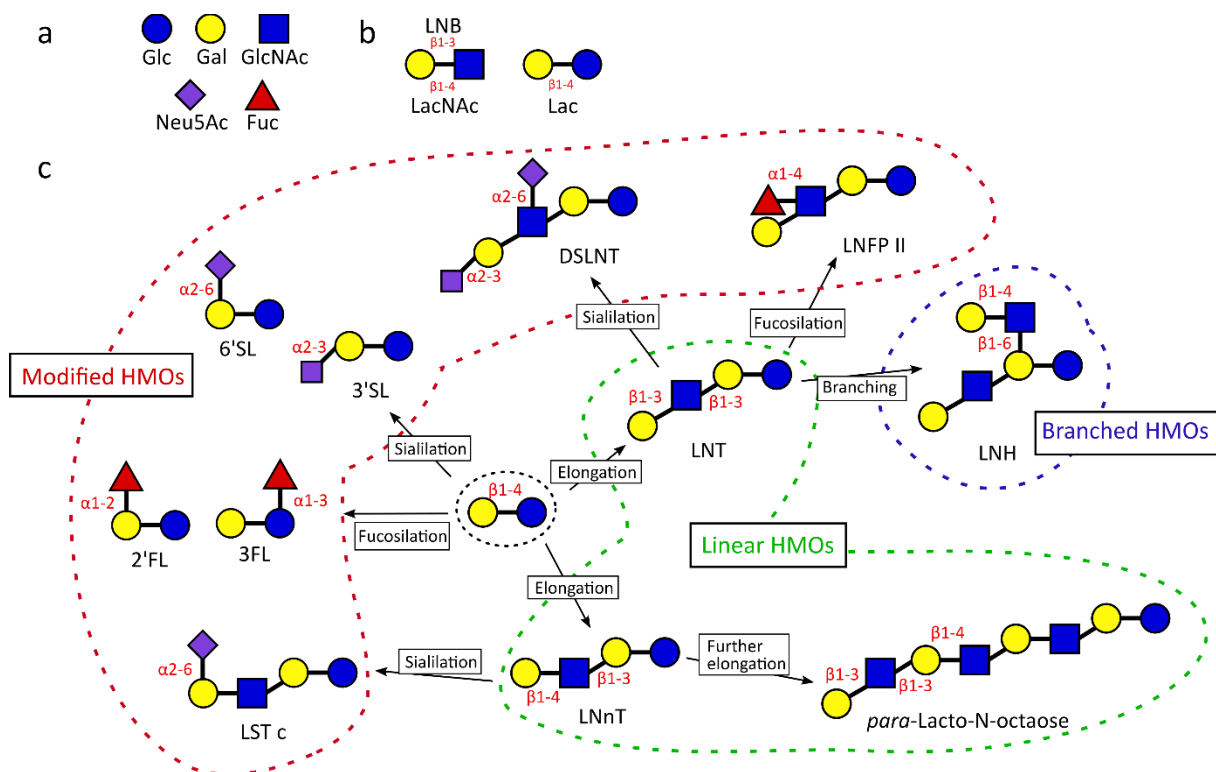 a
Glc Gal GlcNAc
Neu5Ac Fuc
b
LNB
β1-3
β1-4
LacNAc
β1-4
Lac
c
α2-6
α2-3
DSLNT
α1-4
LNFP II
α2-6
6'SL
α2-3
3'SL
Modified HMOs
Sialilation
Fucosilation
β1-4
β1-6
LNH
Branched HMOs
Branching
β1-3
β1-3
LNT
Sialilation
Elongation
β1-4
Fucosilation
α1-2
2'FL
α1-3
3FL
Linear HMOs
Elongation
α2-6
LST c
Sialilation
β1-4
β1-3
LNnT
Further
elongation
β1-3
β1-3
β1-4
para-Lacto-N-octaose